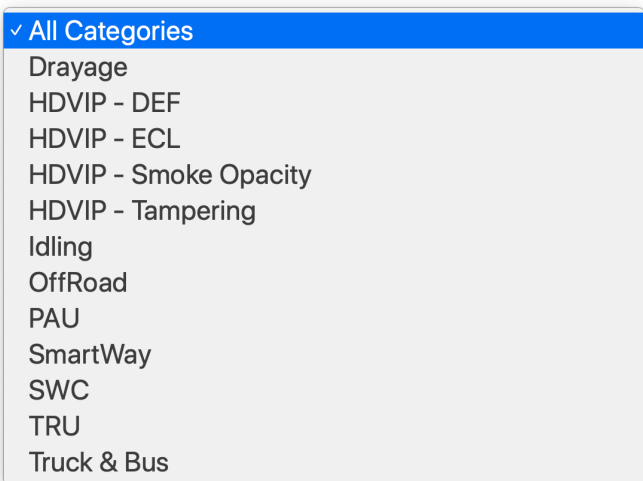 ✓ All Categories
Drayage
HDVIP - DEF
HDVIP - ECL
HDVIP - Smoke Opacity
HDVIP - Tampering
Idling
OffRoad
PAU
SmartWay
SWC
TRU
Truck & Bus